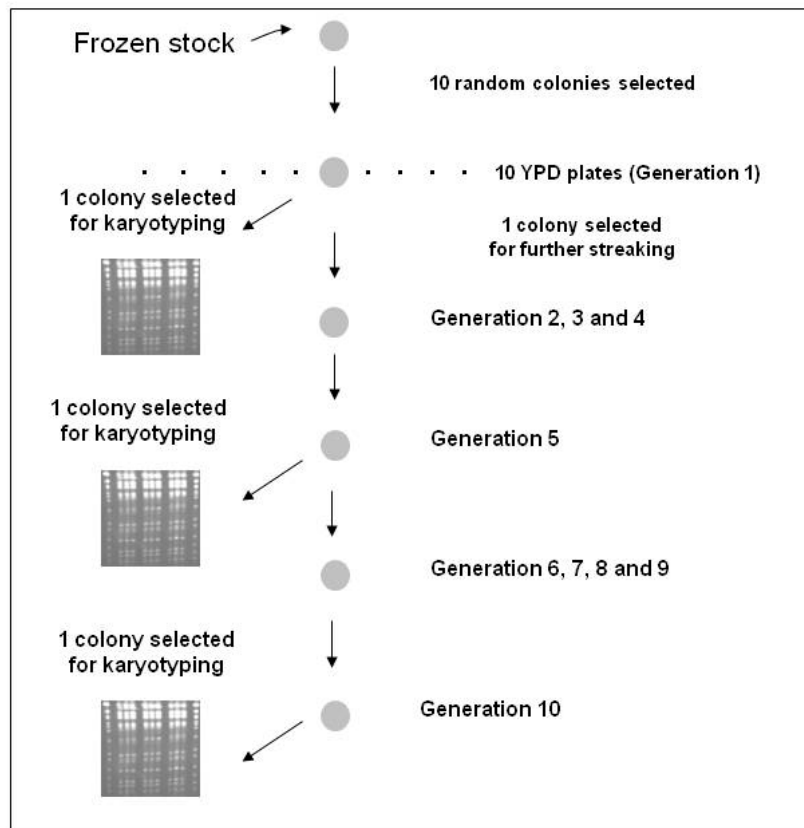 Frozen stock
10 random colonies selected
10 YPD plates (Generation 1)
1 colony selected
for karyotyping
1 colony selected
for further streaking
Generation 2, 3 and 4
1 colony selected
for karyotyping
Generation 5
Generation 6, 7, 8 and 9
1 colony selected
for karyotyping
Generation 10